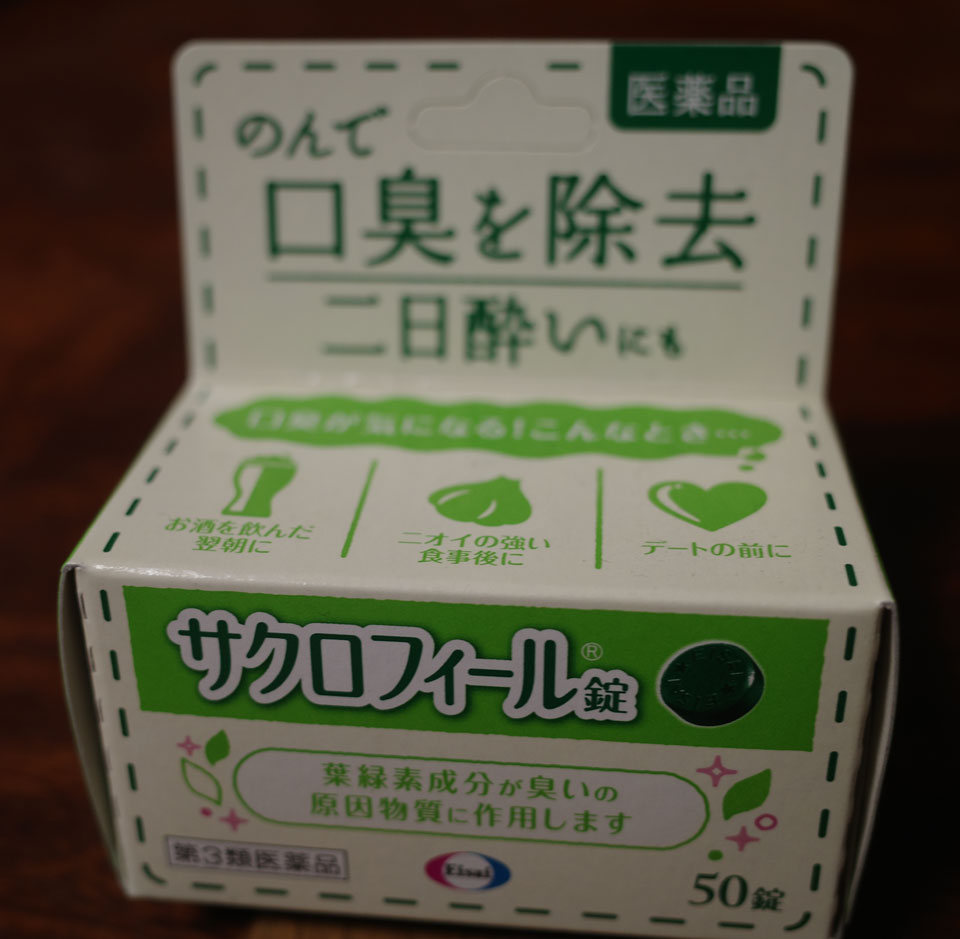 医薬品
のんで
口臭を除去
二日酔いにも
口臭が気になる!こんなとき…
お酒を飲んだ
翌朝に
ニオイの強い
食事後に
デートの前に
サクロフィール®錠
葉緑素成分が臭いの
原因物質に作用します
第3類医薬品
Eisai
50錠